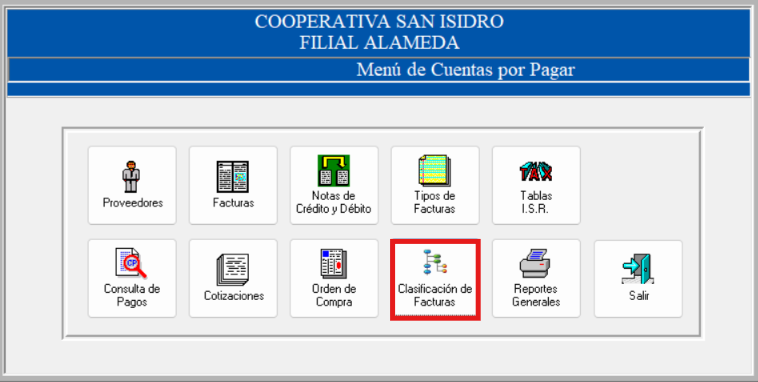 COOPERATIVA SAN ISIDRO
FILIAL ALAMEDA
Menú de Cuentas por Pagar
Proveedores
Facturas
Notas de
Crédito y Débito
Tipos de
Facturas
TAX
Tablas
I.S.R.
CP
Consulta de
Pagos
Cotizaciones
Orden de
Compra
Clasificación de
Facturas
Reportes
Generales
Salir